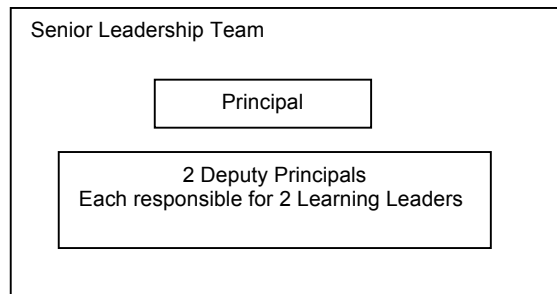 Senior Leadership Team
Principal
2 Deputy Principals
Each responsible for 2 Learning Leaders